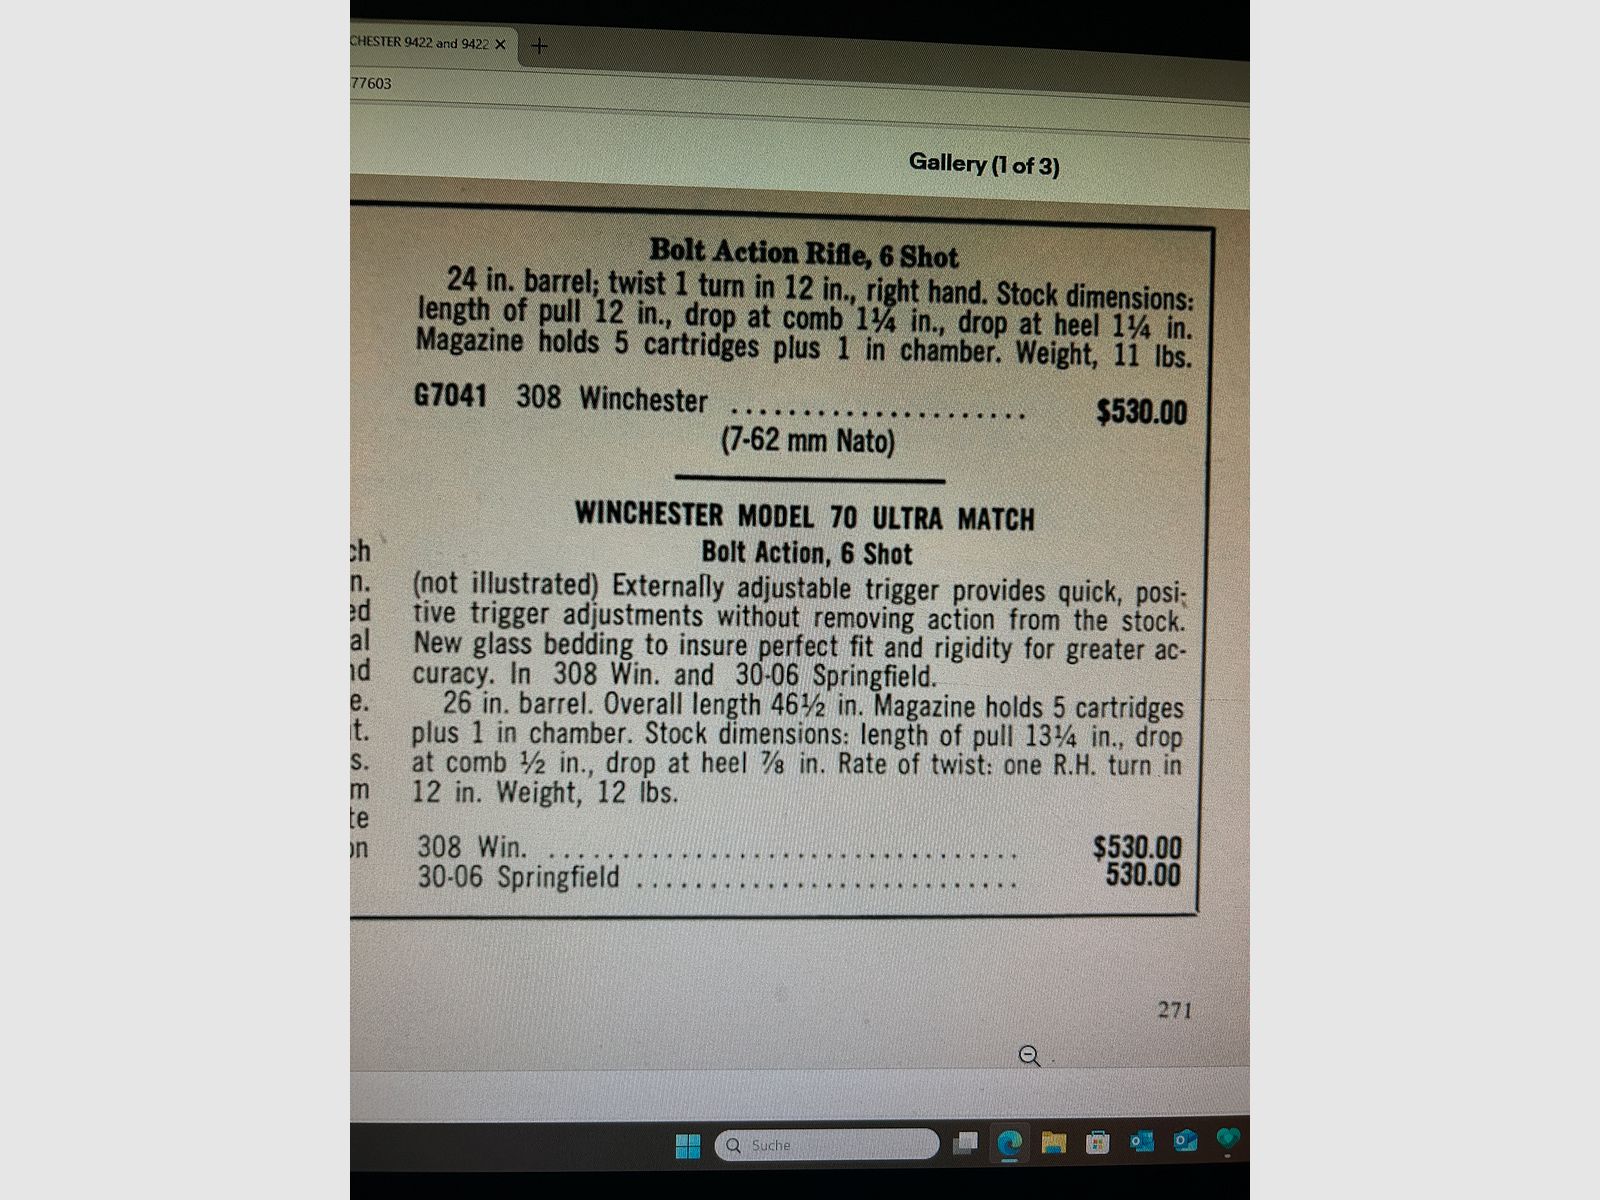 CHESTER 9422 and 9422
77603
Gallery (1 of 3)
Bolt Action Rifle, 6 Shot
24 in. barrel; twist 1 turn in 12 in., right hand. Stock dimensions:
length of pull 12 in., drop at comb 1¼ in., drop at heel 1¼ in.
Magazine holds 5 cartridges plus 1 in chamber. Weight, 11 lbs.
G7041 308 Winchester ..................... $530.00
(7-62 mm Nato)
WINCHESTER MODEL 70 ULTRA MATCH
Bolt Action, 6 Shot
(not illustrated) Externally adjustable trigger provides quick, posi-
tive trigger adjustments without removing action from the stock.
New glass bedding to insure perfect fit and rigidity for greater ac-
curacy. In 308 Win. and 30-06 Springfield.
26 in. barrel. Overall length 46½ in. Magazine holds 5 cartridges
plus 1 in chamber. Stock dimensions: length of pull 13¼ in., drop
at comb ½ in., drop at heel ⅞ in. Rate of twist: one R.H. turn in
12 in. Weight, 12 lbs.
308 Win. ................................. $530.00
30-06 Springfield .......................... 530.00
ch
n.
ed
al
nd
e.
t.
s.
m
te
on
271
Suche